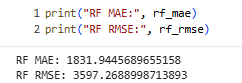 1 print("RF MAE:", rf_mae)
2 print("RF RMSE:", rf_rmse)
RF MAE: 1831.9445689655158
RF RMSE: 3597.2688998713893